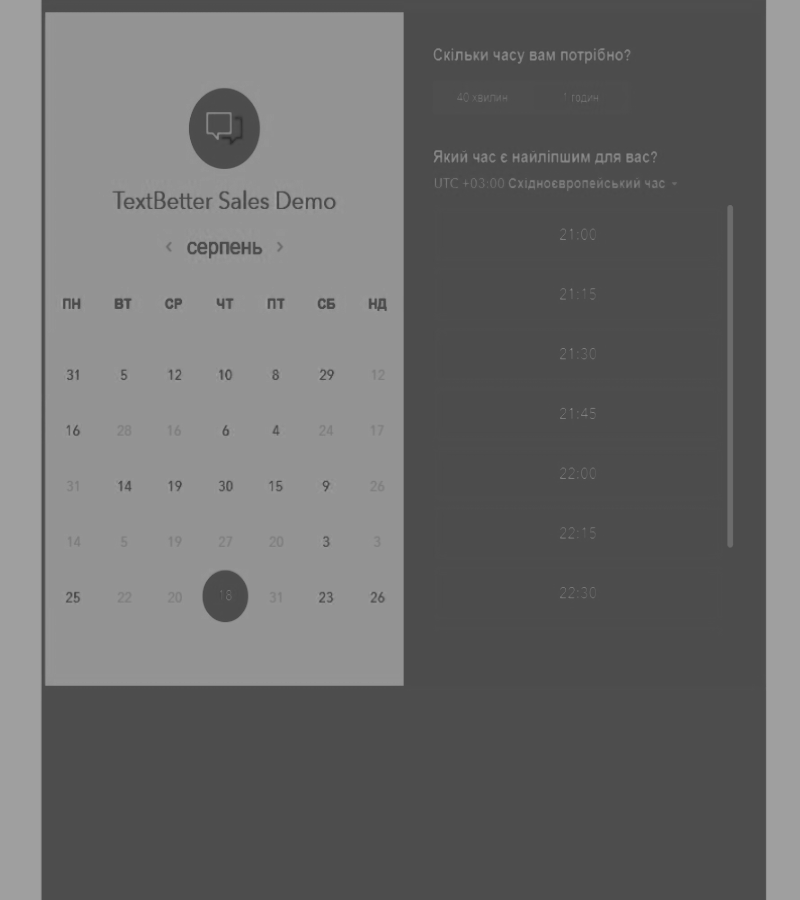 TextBetter Sales Demo
серпень
ПН ВТ СР ЧТ ПТ СБ НД
31 5 12 10 8 29 12
16 28 16 6 4 24 17
31 14 19 30 15 9 26
14 5 19 27 20 3 3
25 22 20 18 31 23 26
Скільки часу вам потрібно?
40 хвилин 1 годин
Який час є найліпшим для вас?
UTC +03:00 Східноєвропейський час
21:00
21:15
21:30
21:45
22:00
22:15
22:30